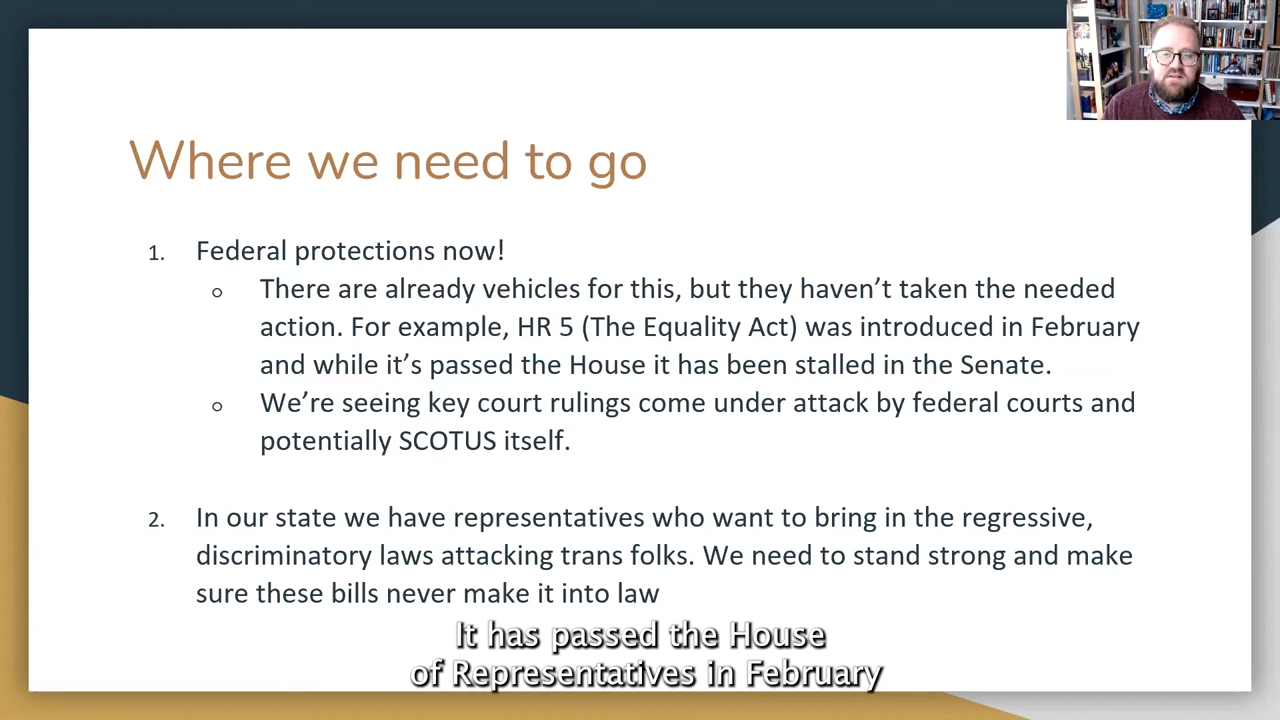 Where we need to go
1. Federal protections now!
○ There are already vehicles for this, but they haven’t taken the needed
action. For example, HR 5 (The Equality Act) was introduced in February
and while it’s passed the House it has been stalled in the Senate.
○ We’re seeing key court rulings come under attack by federal courts and
potentially SCOTUS itself.
2. In our state we have representatives who want to bring in the regressive,
discriminatory laws attacking trans folks. We need to stand strong and make
sure these bills never make it into law
It has passed the House
of Representatives in February